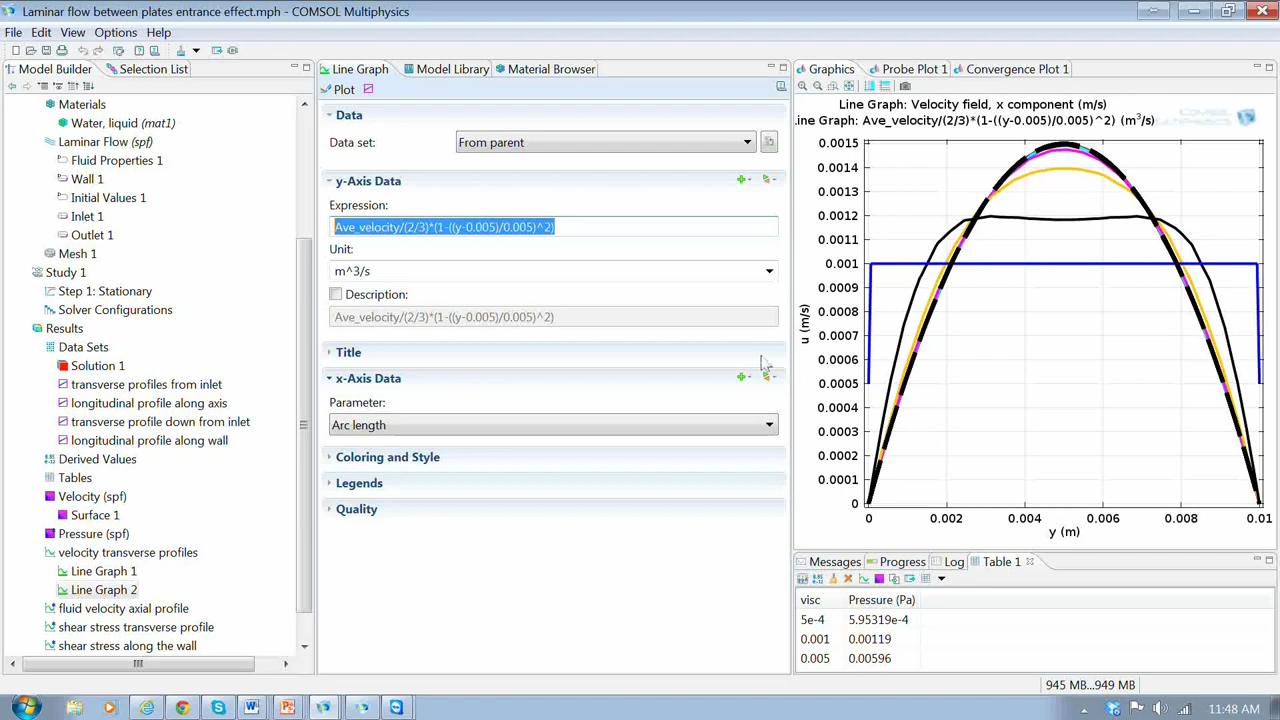 Laminar flow between plates entrance effect.mph - COMSOL Multiphysics
File Edit View Options Help
Model Builder Selection List
Materials
Water, liquid (mat1)
Laminar Flow (spf)
Fluid Properties 1
Wall 1
Initial Values 1
Inlet 1
Outlet 1
Mesh 1
Study 1
Step 1: Stationary
Solver Configurations
Results
Data Sets
Solution 1
transverse profiles from inlet
longitudinal profile along axis
transverse profile down from inlet
longitudinal profile along wall
Derived Values
Tables
Velocity (spf)
Surface 1
Pressure (spf)
velocity transverse profiles
Line Graph 1
Line Graph 2
fluid velocity axial profile
shear stress transverse profile
shear stress along the wall
Line Graph Model Library Material Browser
Plot
Data
Data set: From parent
y-Axis Data
Expression:
Ave_velocity/(2/3)*(1-((y-0.005)/0.005)^2)
Unit:
m^3/s
Description:
Ave_velocity/(2/3)*(1-((y-0.005)/0.005)^2)
Title
x-Axis Data
Parameter:
Arc length
Coloring and Style
Legends
Quality
Graphics Probe Plot 1 Convergence Plot 1
Line Graph: Velocity field, x component (m/s)
ine Graph: Ave_velocity/(2/3)*(1-((y-0.005)/0.005)^2) (m³/s)
0.0015
0.0014
0.0013
0.0012
0.0011
0.001
0.0009
0.0008
0.0007
0.0006
0.0005
0.0004
0.0003
0.0002
0.0001
0
u (m/s)
0 0.002 0.004 0.006 0.008 0.01
y (m)
Messages Progress Log Table 1
visc Pressure (Pa)
5e-4 5.95319e-4
0.001 0.00119
0.005 0.00596
945 MB...949 MB
11:48 AM